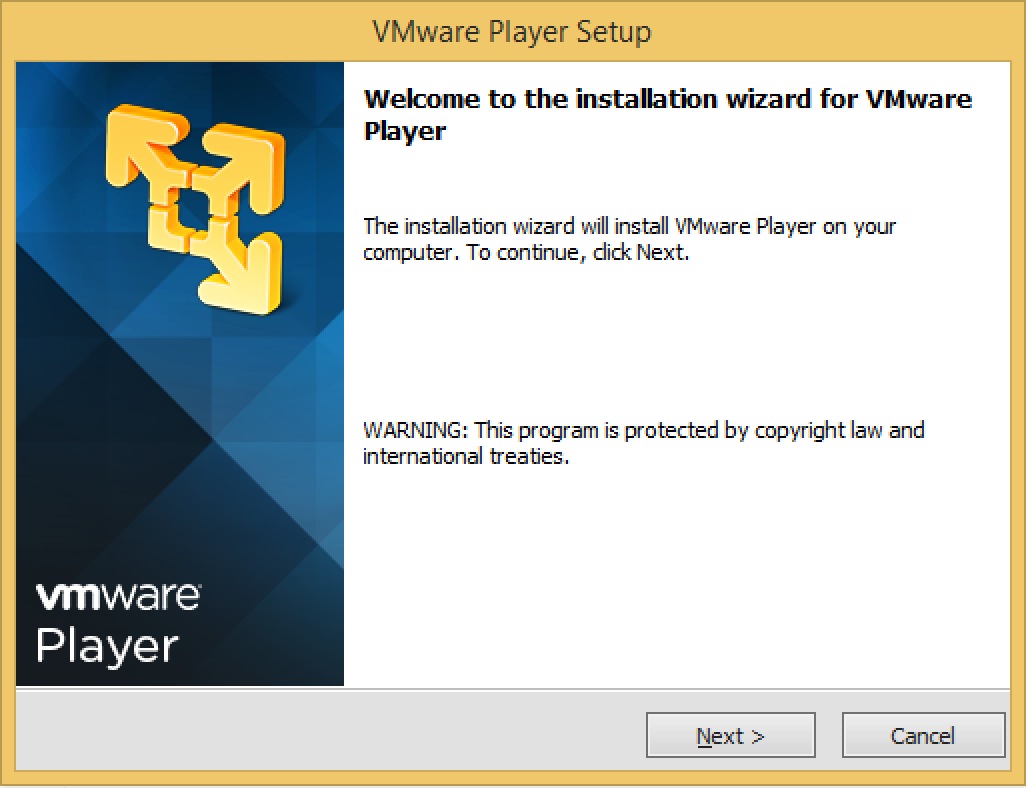 VMware Player Setup
Welcome to the installation wizard for VMware
Player
The installation wizard will install VMware Player on your
computer. To continue, click Next.
WARNING: This program is protected by copyright law and
international treaties.
vmware
Player
Next >
Cancel